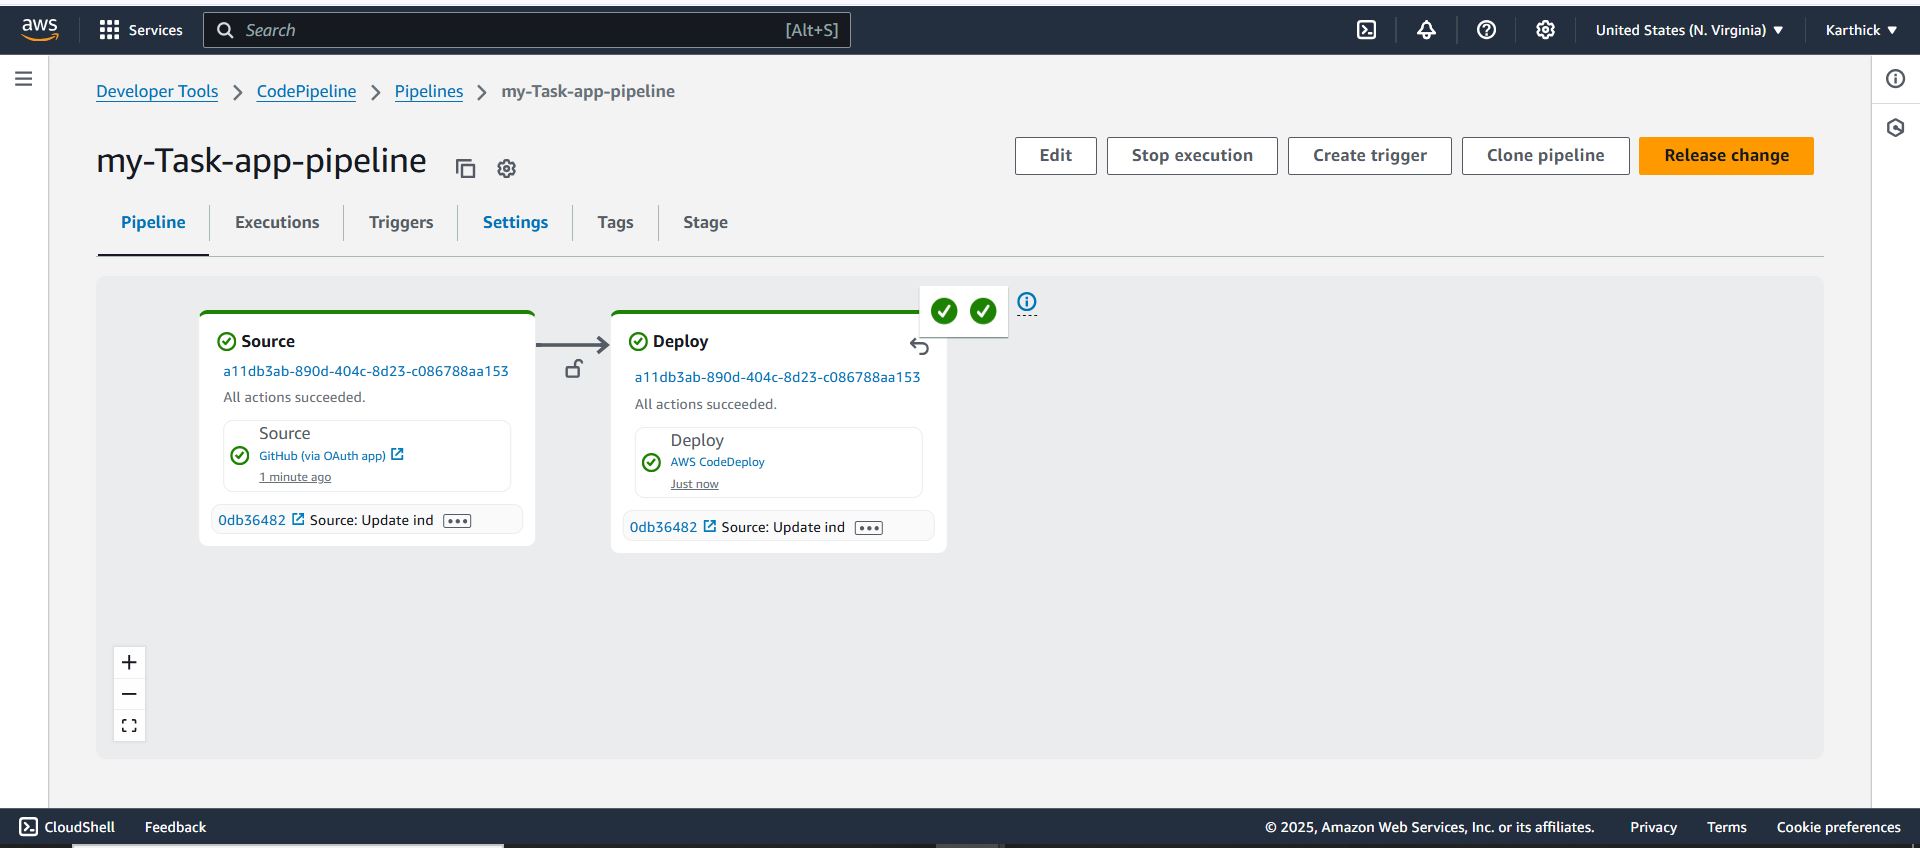 aws Services Search [Alt+S] United States (N. Virginia) Karthick
Developer Tools CodePipeline Pipelines my-Task-app-pipeline
my-Task-app-pipeline
Edit Stop execution Create trigger Clone pipeline Release change
Pipeline Executions Triggers Settings Tags Stage
Source
a11db3ab-890d-404c-8d23-c086788aa153
All actions succeeded.
Source
GitHub (via OAuth app)
1 minute ago
0db36482 Source: Update ind
Deploy
a11db3ab-890d-404c-8d23-c086788aa153
All actions succeeded.
Deploy
AWS CodeDeploy
Just now
0db36482 Source: Update ind
CloudShell Feedback © 2025, Amazon Web Services, Inc. or its affiliates. Privacy Terms Cookie preferences